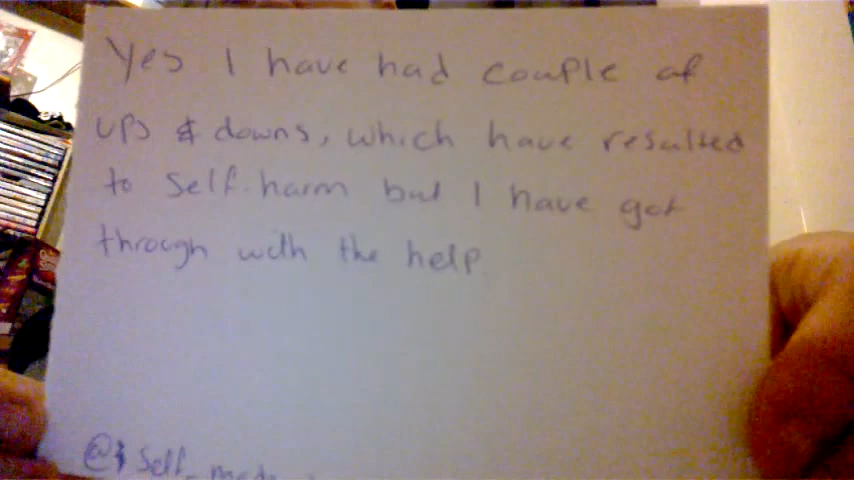 Yes I have had couple of
ups & downs, which have resulted
to self-harm but I have got
through with the help
@ Self_made